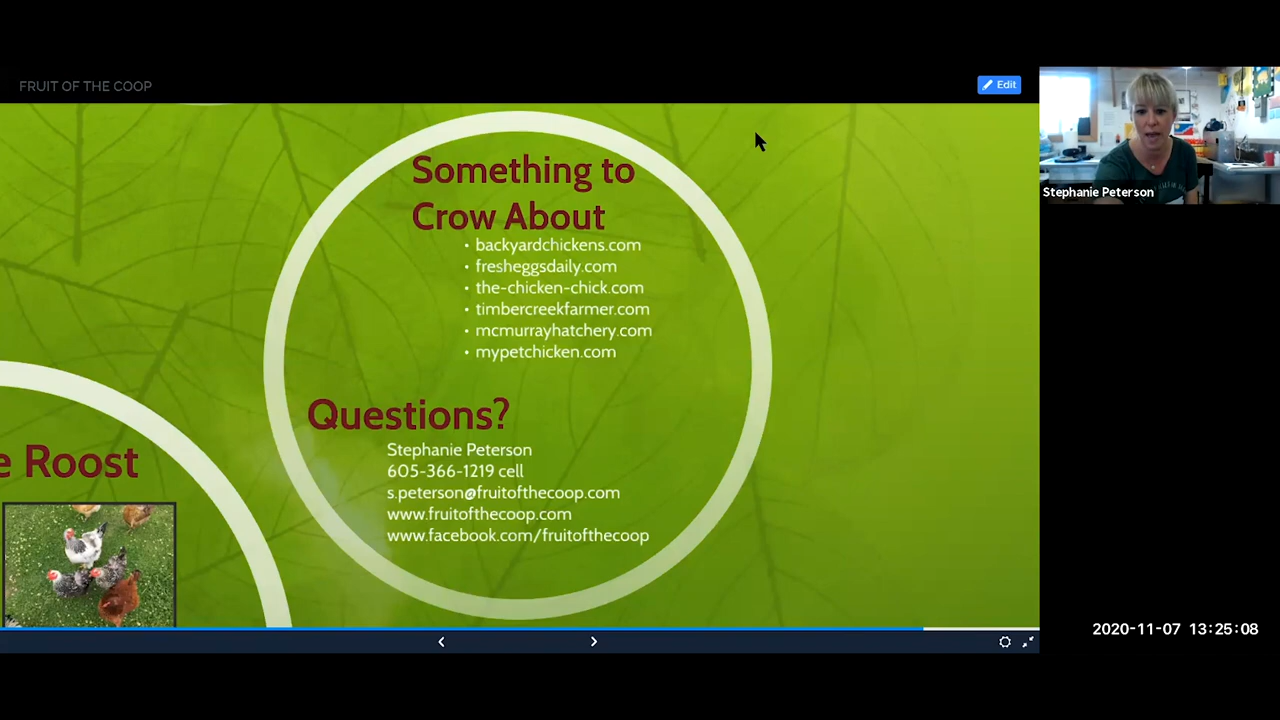 FRUIT OF THE COOP
Edit
Something to
Crow About
• backyardchickens.com
• fresheggsdaily.com
• the-chicken-chick.com
• timbercreekfarmer.com
• mcmurrayhatchery.com
• mypetchicken.com
Questions?
Stephanie Peterson
605-366-1219 cell
s.peterson@fruitofthecoop.com
www.fruitofthecoop.com
www.facebook.com/fruitofthecoop
e Roost
Stephanie Peterson
2020-11-07 13:25:08